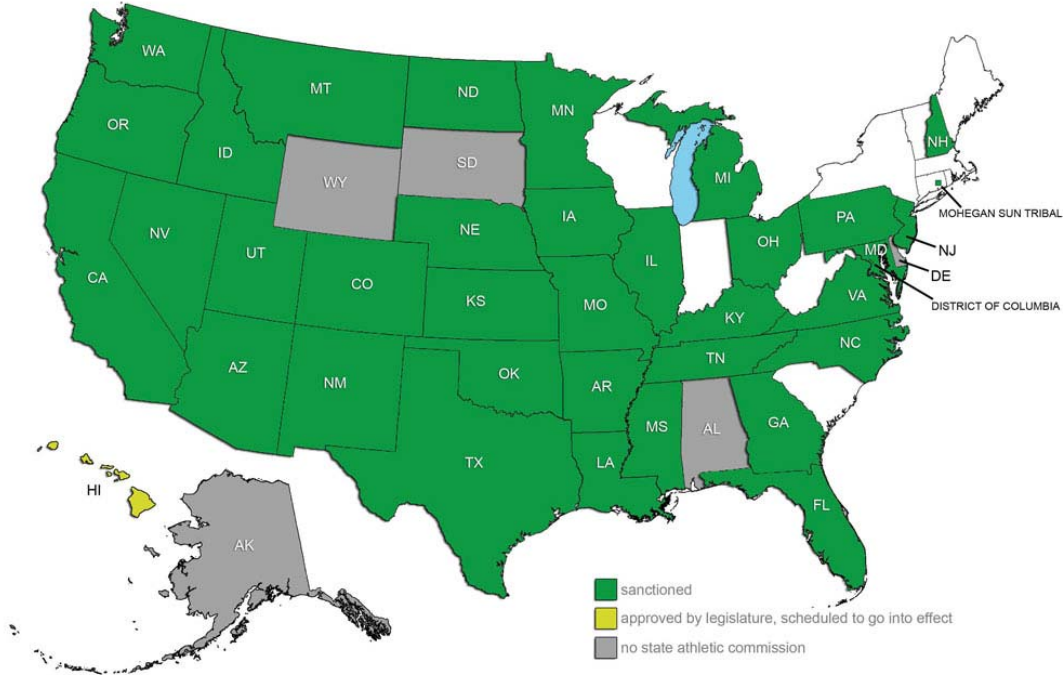 WA
MT
ND
MN
OR
ID
SD
WY
NH
MI
MOHEGAN SUN TRIBAL
IA
PA
NE
NV
OH
NJ
MD
UT
IL
DE
CA
CO
VA
DISTRICT OF COLUMBIA
KS
MO
KY
NC
TN
AZ
OK
NM
AR
GA
MS
AL
TX
LA
HI
FL
AK
sanctioned
approved by legislature, scheduled to go into effect
no state athletic commission